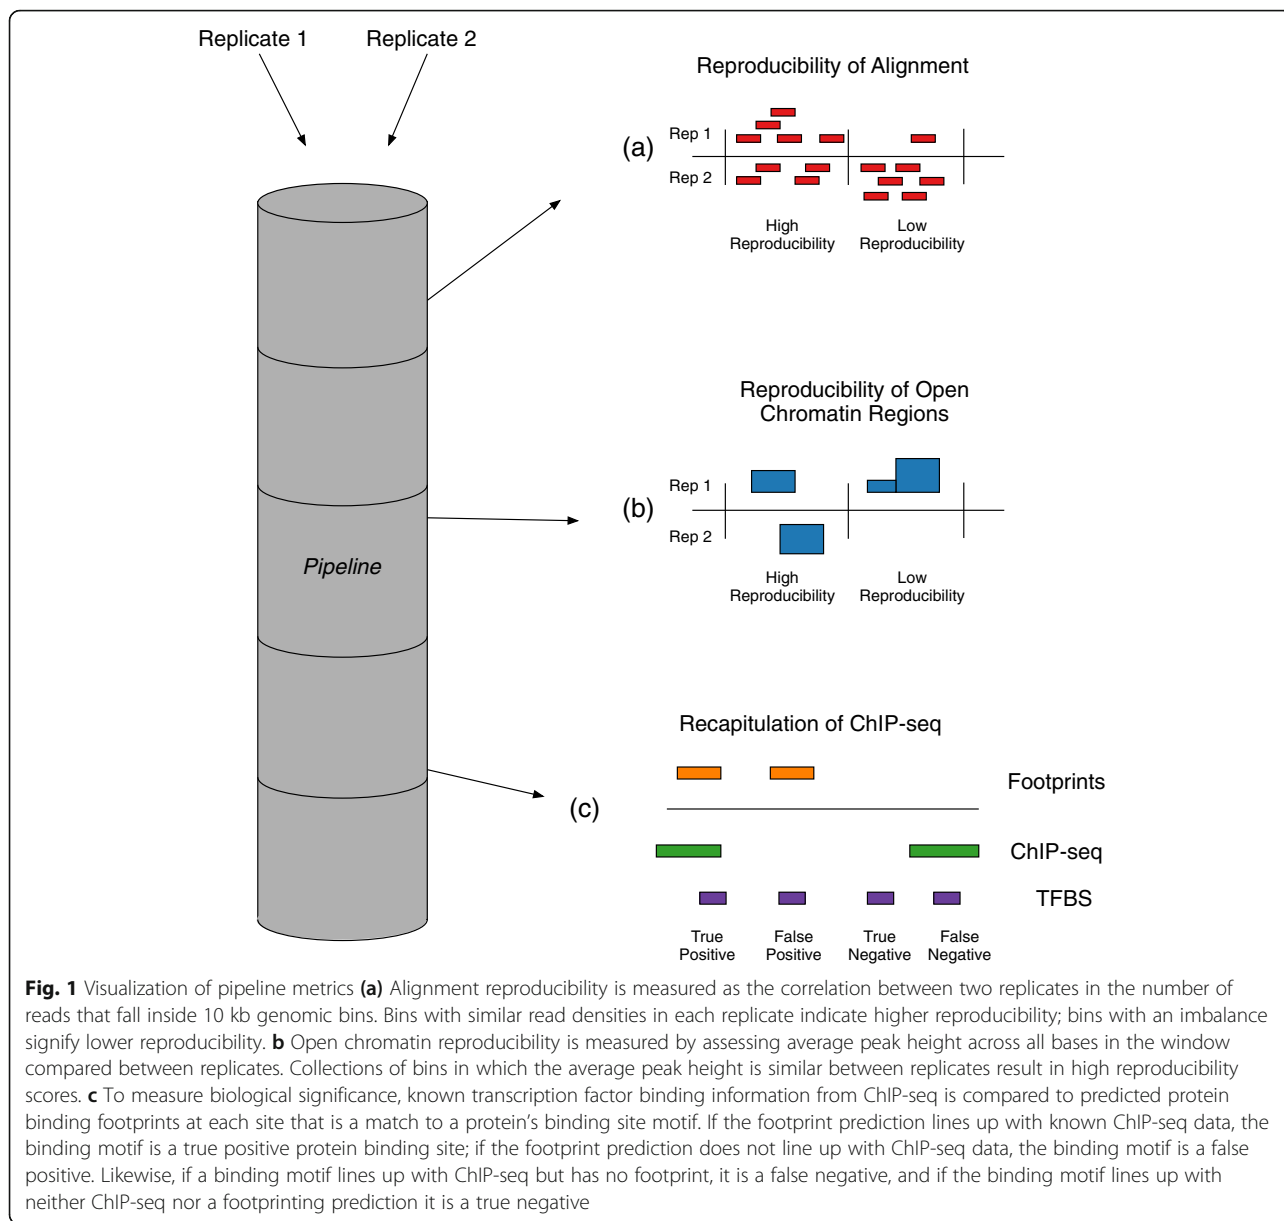 Replicate 1
Replicate 2
Pipeline
Reproducibility of Alignment
(a)
Rep 1
Rep 2
High
Reproducibility
Low
Reproducibility
Reproducibility of Open
Chromatin Regions
(b)
Rep 1
Rep 2
High
Reproducibility
Low
Reproducibility
Recapitulation of ChIP-seq
(c)
Footprints
ChIP-seq
TFBS
True
Positive
False
Positive
True
Negative
False
Negative
Fig. 1 Visualization of pipeline metrics (a) Alignment reproducibility is measured as the correlation between two replicates in the number of
reads that fall inside 10 kb genomic bins. Bins with similar read densities in each replicate indicate higher reproducibility; bins with an imbalance
signify lower reproducibility. b Open chromatin reproducibility is measured by assessing average peak height across all bases in the window
compared between replicates. Collections of bins in which the average peak height is similar between replicates result in high reproducibility
scores. c To measure biological significance, known transcription factor binding information from ChIP-seq is compared to predicted protein
binding footprints at each site that is a match to a protein's binding site motif. If the footprint prediction lines up with known ChIP-seq data, the
binding motif is a true positive protein binding site; if the footprint prediction does not line up with ChIP-seq data, the binding motif is a false
positive. Likewise, if a binding motif lines up with ChIP-seq but has no footprint, it is a false negative, and if the binding motif lines up with
neither ChIP-seq nor a footprinting prediction it is a true negative